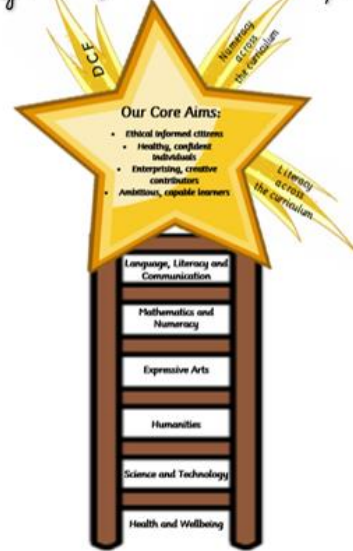 DCF
Numeracy
across
the curriculum
Our Core Aims:
• Ethical informed citizens
• Healthy, confident
individuals
• Enterprising, creative
contributors
• Ambitious, capable learners
Literacy
across
the curriculum
Language, Literacy and
Communication
Mathematics and
Numeracy
Expressive Arts
Humanities
Science and Technology
Health and Wellbeing